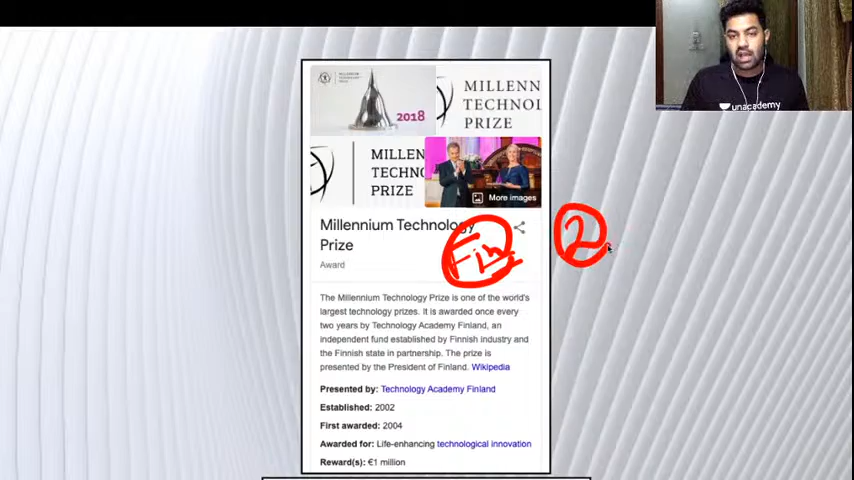 MILLENNIUM
TECHNOLOGY
PRIZE
2018
MILLENN
TECHNOL
PRIZE
MILLEN
TECHNO
PRIZE
More images
unacademy
Millennium Technology
Prize
Award
Fin
2
The Millennium Technology Prize is one of the world's
largest technology prizes. It is awarded once every
two years by Technology Academy Finland, an
independent fund established by Finnish industry and
the Finnish state in partnership. The prize is
presented by the President of Finland. Wikipedia
Presented by: Technology Academy Finland
Established: 2002
First awarded: 2004
Awarded for: Life-enhancing technological innovation
Reward(s): €1 million